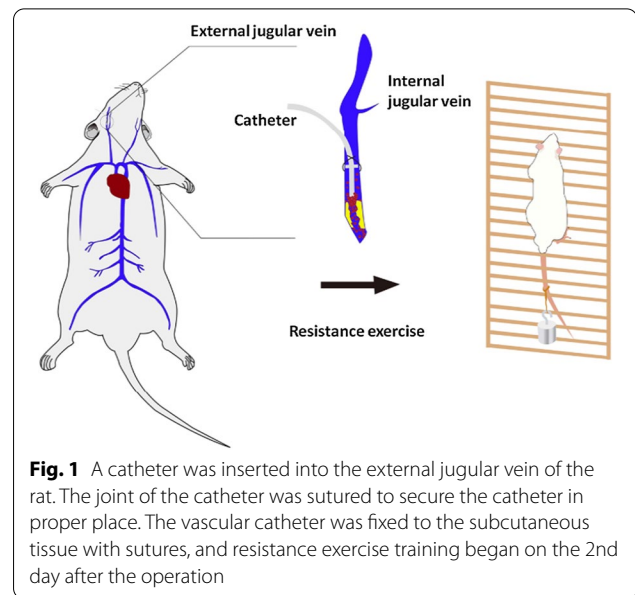 External jugular vein
Internal
jugular vein
Catheter
Resistance exercise
Fig. 1 A catheter was inserted into the external jugular vein of the
rat. The joint of the catheter was sutured to secure the catheter in
proper place. The vascular catheter was fixed to the subcutaneous
tissue with sutures, and resistance exercise training began on the 2nd
day after the operation